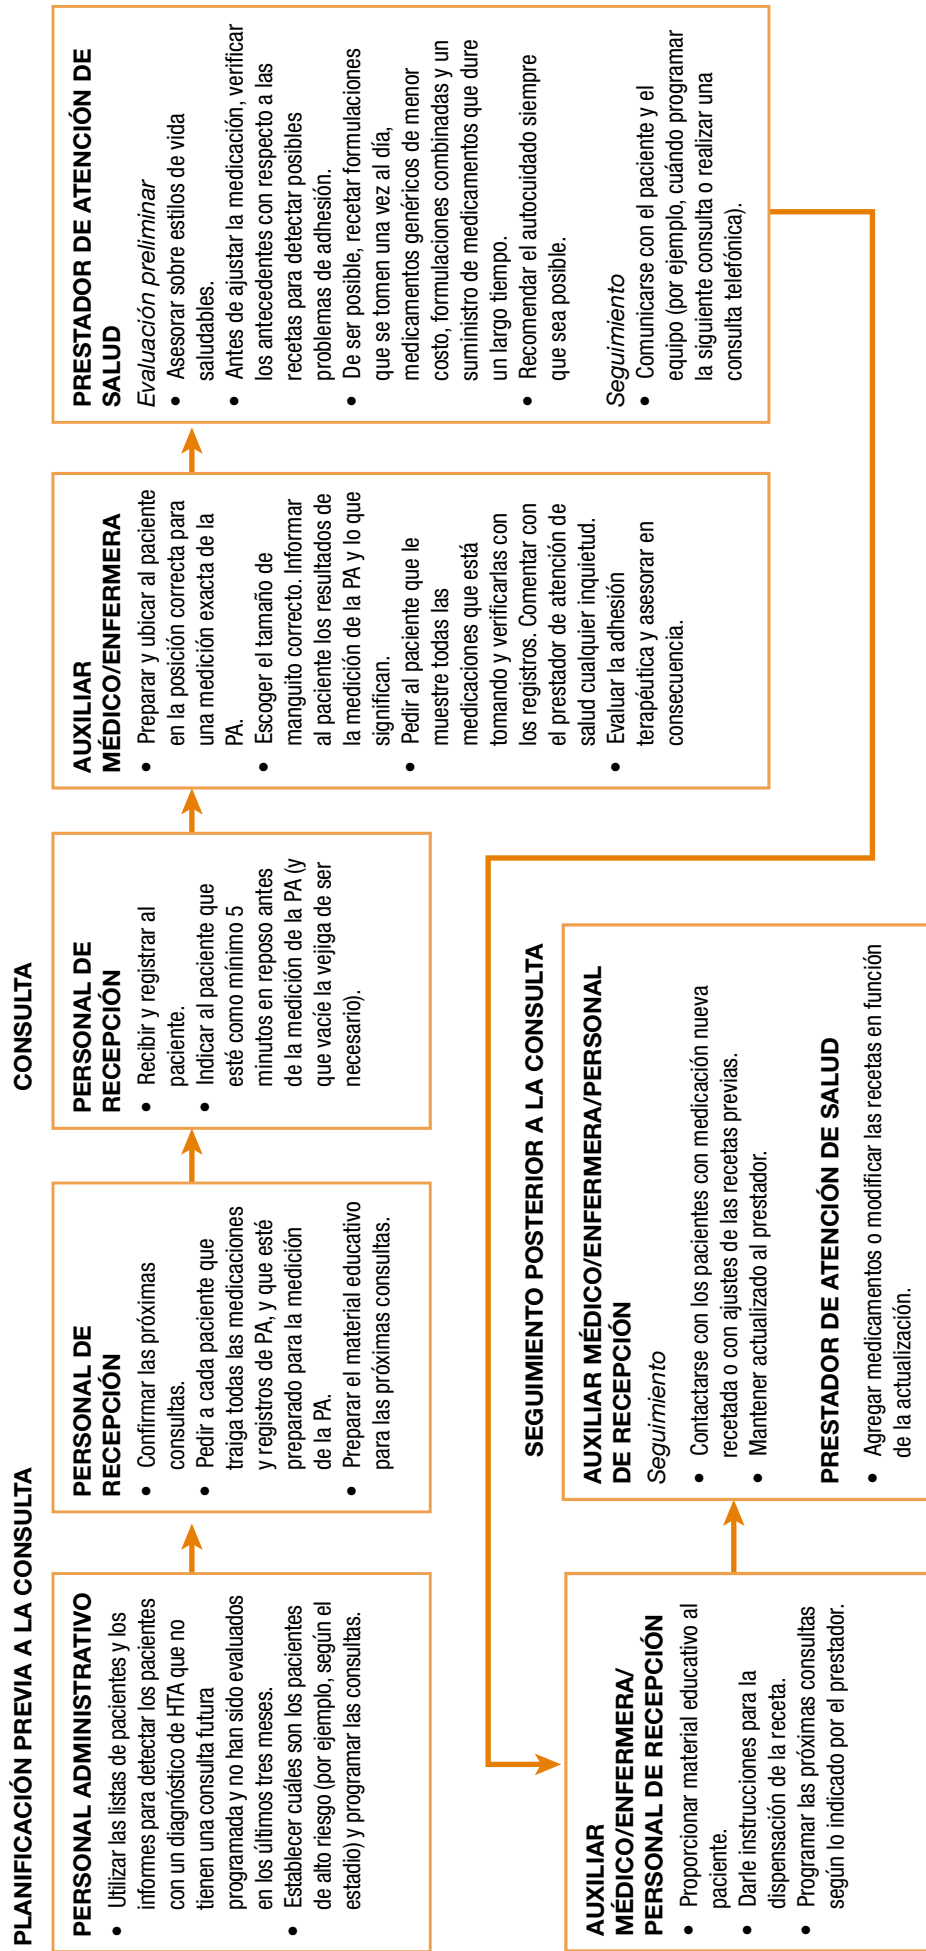 PLANIFICACIÓN PREVIA A LA CONSULTA
PERSONAL ADMINISTRATIVO
• Utilizar las listas de pacientes y los
informes para detectar los pacientes
con un diagnóstico de HTA que no
tienen una consulta futura
programada y no han sido evaluados
en los últimos tres meses.
• Establecer cuáles son los pacientes
de alto riesgo (por ejemplo, según el
estadio) y programar las consultas.
PERSONAL DE
RECEPCIÓN
• Confirmar las próximas
consultas.
• Pedir a cada paciente que
traiga todas las medicaciones
y registros de PA, y que esté
preparado para la medición
de la PA.
• Preparar el material educativo
para las próximas consultas.
CONSULTA
PERSONAL DE
RECEPCIÓN
• Recibir y registrar al
paciente.
• Indicar al paciente que
esté como mínimo 5
minutos en reposo antes
de la medición de la PA (y
que vacíe la vejiga de ser
necesario).
AUXILIAR
MÉDICO/ENFERMERA
• Preparar y ubicar al paciente
en la posición correcta para
una medición exacta de la
PA.
• Escoger el tamaño de
manguito correcto. Informar
al paciente los resultados de
la medición de la PA y lo que
significan.
• Pedir al paciente que le
muestre todas las
medicaciones que está
tomando y verificarlas con
los registros. Comentar con
el prestador de atención de
salud cualquier inquietud.
• Evaluar la adhesión
terapéutica y asesorar en
consecuencia.
PRESTADOR DE ATENCIÓN DE
SALUD
Evaluación preliminar
• Asesorar sobre estilos de vida
saludables.
• Antes de ajustar la medicación, verificar
los antecedentes con respecto a las
recetas para detectar posibles
problemas de adhesión.
• De ser posible, recetar formulaciones
que se tomen una vez al día,
medicamentos genéricos de menor
costo, formulaciones combinadas y un
suministro de medicamentos que dure
un largo tiempo.
• Recomendar el autocuidado siempre
que sea posible.
Seguimiento
• Comunicarse con el paciente y el
equipo (por ejemplo, cuándo programar
la siguiente consulta o realizar una
consulta telefónica).
AUXILIAR
MÉDICO/ENFERMERA/
PERSONAL DE RECEPCIÓN
• Proporcionar material educativo al
paciente.
• Darle instrucciones para la
dispensación de la receta.
• Programar las próximas consultas
según lo indicado por el prestador.
SEGUIMIENTO POSTERIOR A LA CONSULTA
AUXILIAR MÉDICO/ENFERMERA/PERSONAL
DE RECEPCIÓN
Seguimiento
• Contactarse con los pacientes con medicación nueva
recetada o con ajustes de las recetas previas.
• Mantener actualizado al prestador.
PRESTADOR DE ATENCIÓN DE SALUD
• Agregar medicamentos o modificar las recetas en función
de la actualización.